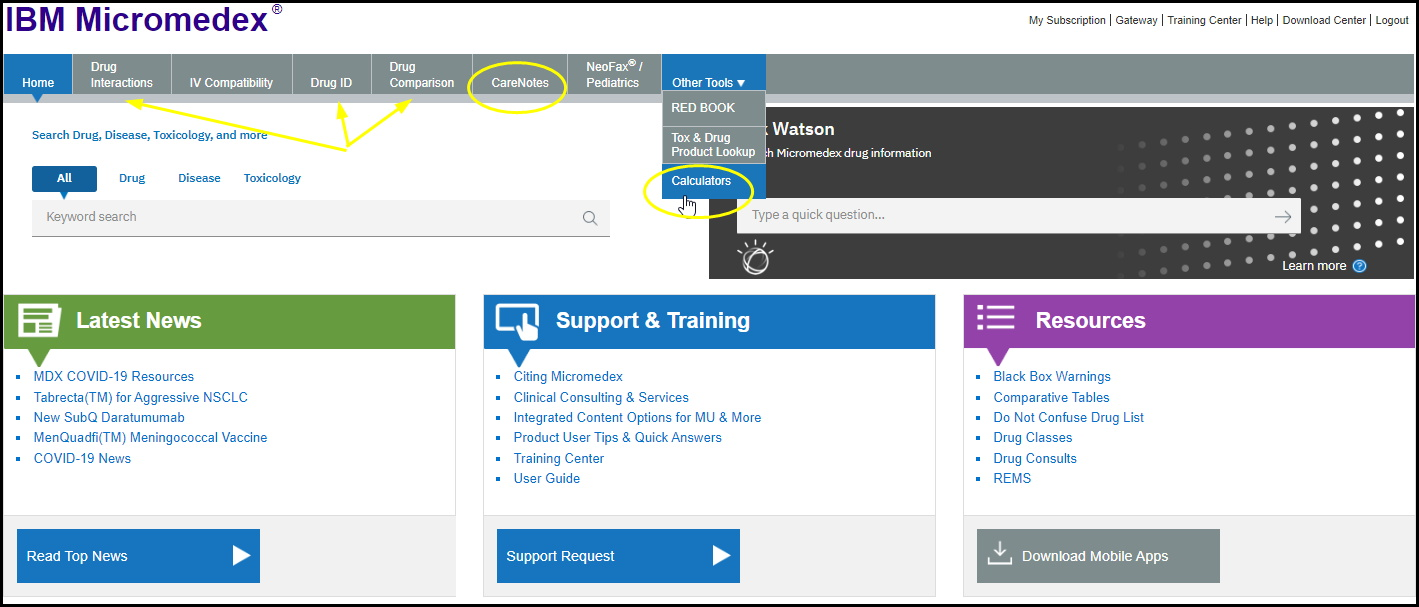 IBM Micromedex®
My Subscription | Gateway | Training Center | Help | Download Center | Logout
Home
Drug
Interactions
IV Compatibility
Drug ID
Drug
Comparison
CareNotes
NeoFax® /
Pediatrics
Other Tools ▼
RED BOOK
Tox & Drug
Product Lookup
Calculators
Search Drug, Disease, Toxicology, and more
All
Drug
Disease
Toxicology
Keyword search
Watson
Micromedex drug information
Type a quick question...
Learn more ?
Latest News
MDX COVID-19 Resources
Tabrecta(TM) for Aggressive NSCLC
New SubQ Daratumumab
MenQuadfi(TM) Meningococcal Vaccine
COVID-19 News
Read Top News
Support & Training
Citing Micromedex
Clinical Consulting & Services
Integrated Content Options for MU & More
Product User Tips & Quick Answers
Training Center
User Guide
Support Request
Resources
Black Box Warnings
Comparative Tables
Do Not Confuse Drug List
Drug Classes
Drug Consults
REMS
Download Mobile Apps